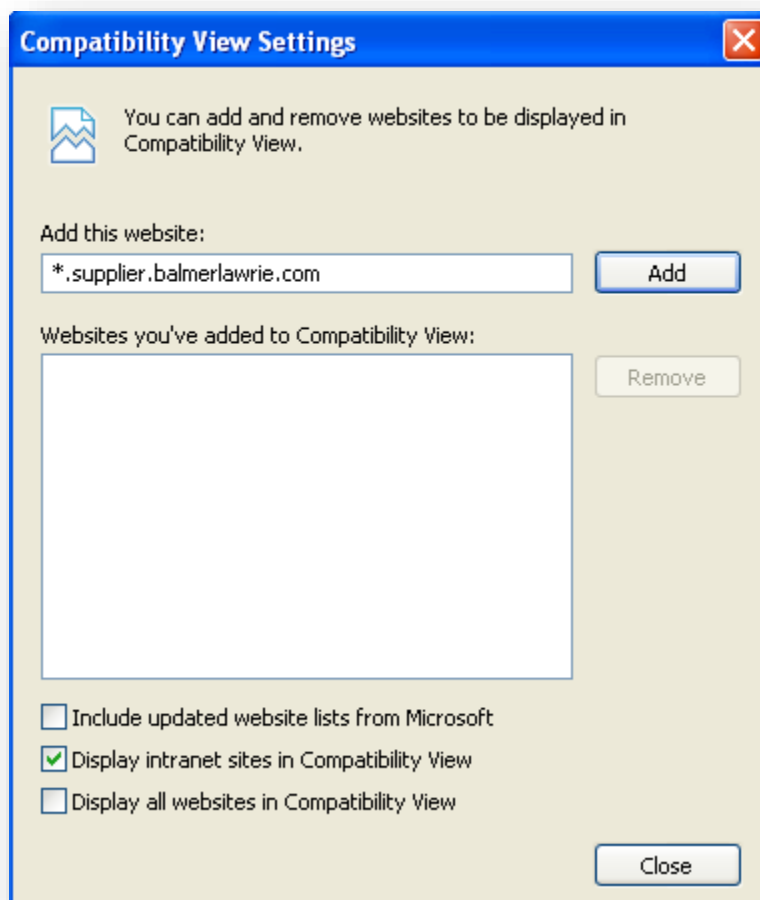 Compatibility View Settings
You can add and remove websites to be displayed in
Compatibility View.
Add this website:
*.supplier.balmerlawrie.com
Add
Websites you've added to Compatibility View:
Remove
Include updated website lists from Microsoft
Display intranet sites in Compatibility View
Display all websites in Compatibility View
Close